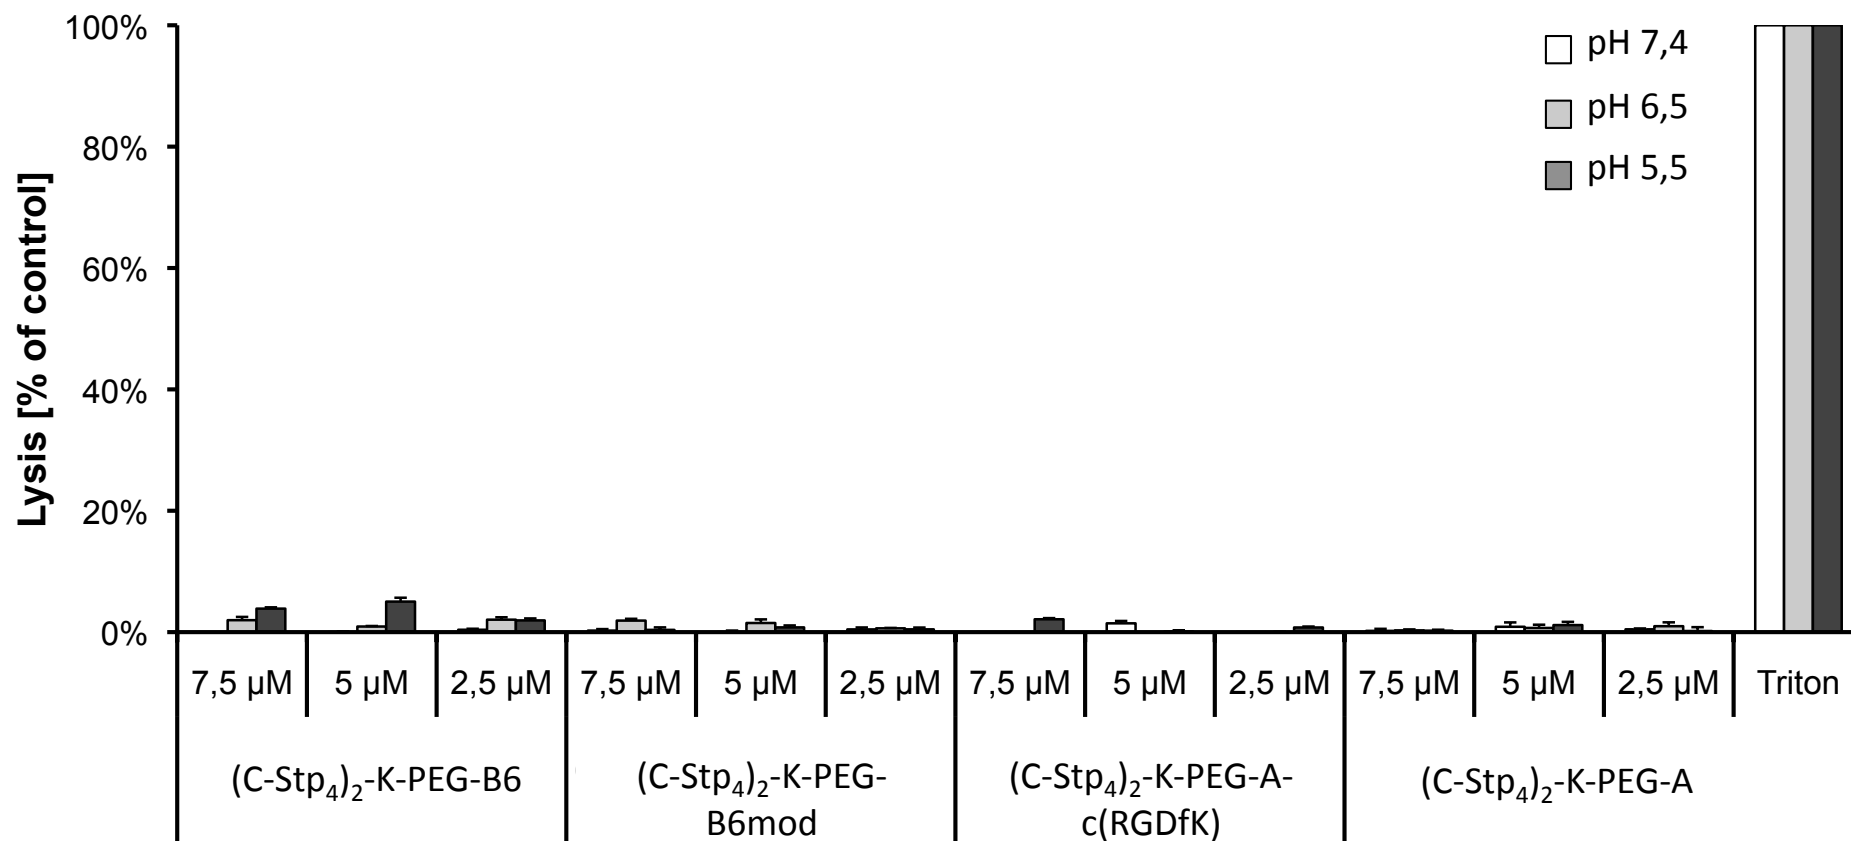 100%
80%
60%
40%
20%
0%
Lysis [% of control]
pH 7,4
pH 6,5
pH 5,5
7,5 µM 5 µM 2,5 µM 7,5 µM 5 µM 2,5 µM 7,5 µM 5 µM 2,5 µM 7,5 µM 5 µM 2,5 µM Triton
(C-Stp₄)₂-K-PEG-B6
(C-Stp₄)₂-K-PEG-
B6mod
(C-Stp₄)₂-K-PEG-A-
c(RGDfK)
(C-Stp₄)₂-K-PEG-A